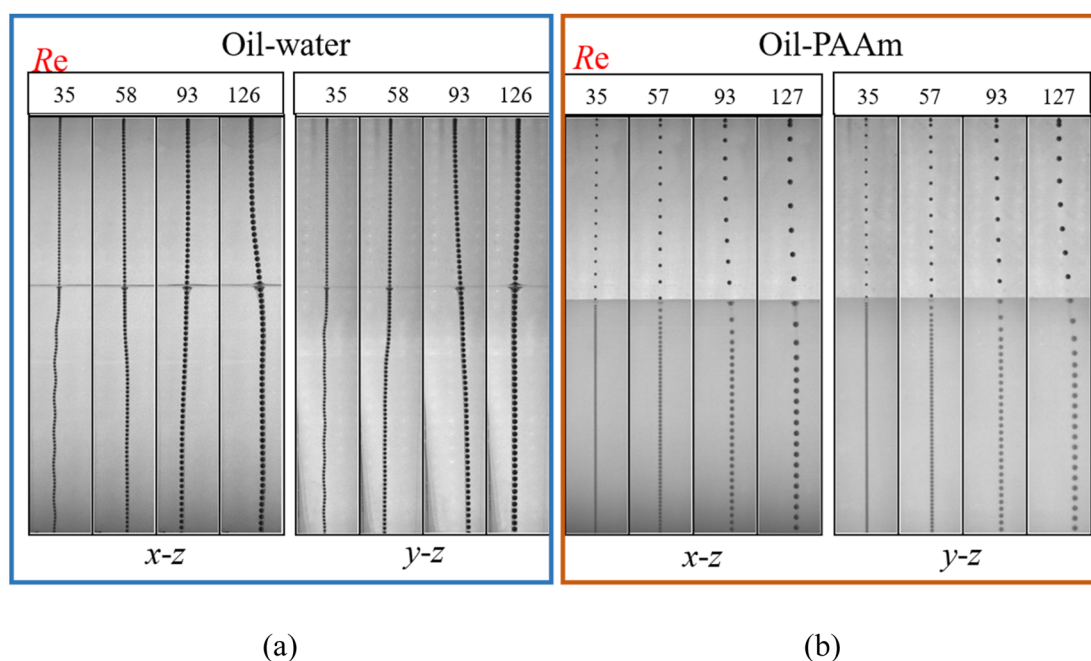 Oil-water
Re
35 58 93 126
35 58 93 126
x-z
y-z
(a)
Oil-PAAm
Re
35 57 93 127
35 57 93 127
x-z
y-z
(b)